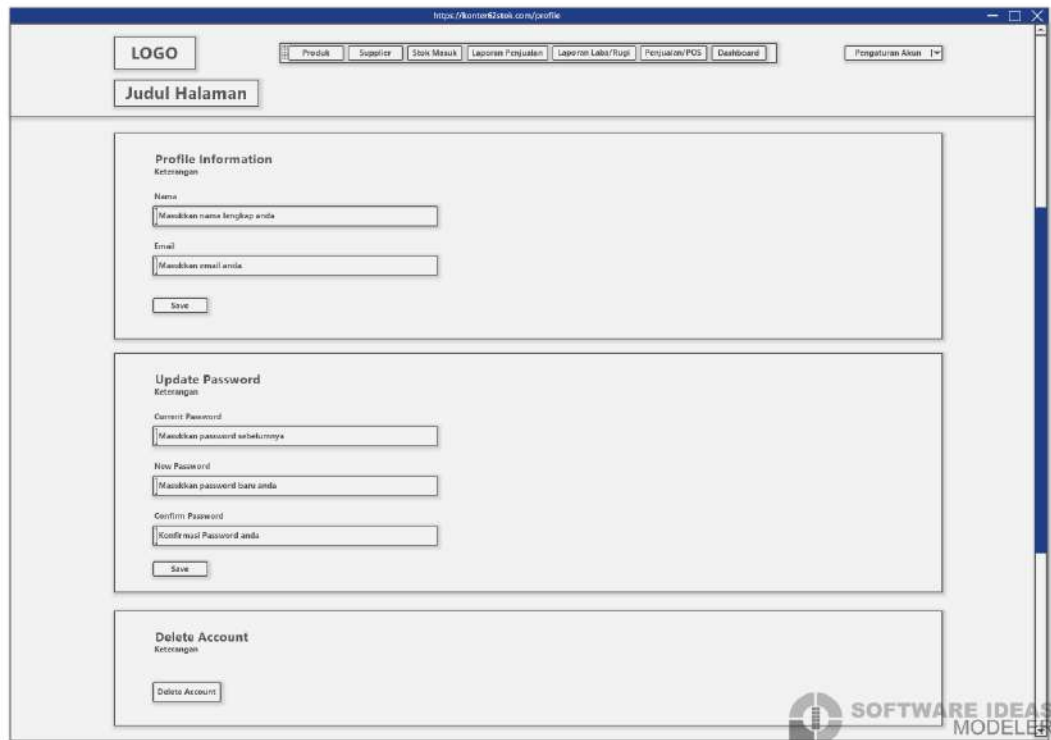 https://konter62stok.com/profile
LOGO
Produk Supplier Stok Masuk Laporan Penjualan Laporan Laba/Rugi Penjualan/POS Dashboard
Pengaturan Akun
Judul Halaman
Profile Information
Keterangan
Name
Masukkan nama lengkap anda
Email
Masukkan email anda
Save
Update Password
Keterangan
Current Password
Masukkan password sebelumnya
New Password
Masukkan password baru anda
Confirm Password
Konfirmasi Password anda
Save
Delete Account
Keterangan
Delete Account
SOFTWARE IDEAS
MODELER